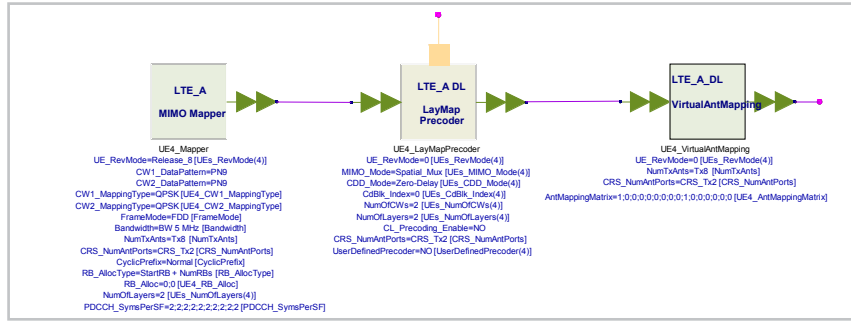 LTE_A
MIMO Mapper
LTE_A DL
LayMap
Precoder
LTE_A_DL
VirtualAntMapping
UE4_Mapper
UE_RevMode=Release_8 [UEs_RevMode(4)]
CW1_DataPattern=PN9
CW2_DataPattern=PN9
CW1_MappingType=QPSK [UE4_CW1_MappingType]
CW2_MappingType=QPSK [UE4_CW2_MappingType]
FrameMode=FDD [FrameMode]
Bandwidth=BW 5 MHz [Bandwidth]
NumTxAnts=Tx8 [NumTxAnts]
CRS_NumAntPorts=CRS_Tx2 [CRS_NumAntPorts]
CyclicPrefix=Normal [CyclicPrefix]
RB_AllocType=StartRB + NumRBs [RB_AllocType]
RB_Alloc=0;0 [UE4_RB_Alloc]
NumOfLayers=2 [UEs_NumOfLayers(4)]
PDCCH_SymsPerSF=2;2;2;2;2;2;2;2;2;2 [PDCCH_SymsPerSF]
UE4_LayMapPrecoder
UE_RevMode=0 [UEs_RevMode(4)]
MIMO_Mode=Spatial_Mux [UEs_MIMO_Mode(4)]
CDD_Mode=Zero-Delay [UEs_CDD_Mode(4)]
CdBlk_Index=0 [UEs_CdBlk_Index(4)]
NumOfCWs=2 [UEs_NumOfCWs(4)]
NumOfLayers=2 [UEs_NumOfLayers(4)]
CL_Precoding_Enable=NO
CRS_NumAntPorts=CRS_Tx2 [CRS_NumAntPorts]
UserDefinedPrecoder=NO [UserDefinedPrecoder(4)]
UE4_VirtualAntMapping
UE_RevMode=0 [UEs_RevMode(4)]
NumTxAnts=Tx8 [NumTxAnts]
CRS_NumAntPorts=CRS_Tx2 [CRS_NumAntPorts]
AntMappingMatrix=1;0;0;0;0;0;0;0;0;1;0;0;0;0;0;0 [UE4_AntMappingMatrix]